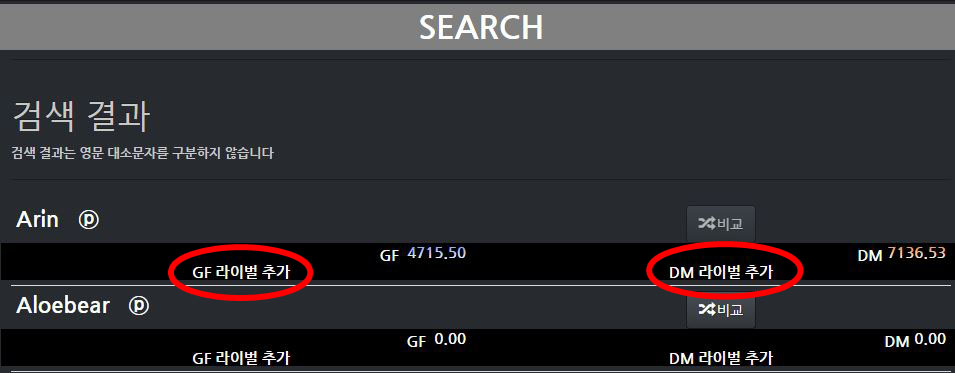 SEARCH
검색 결과
검색 결과는 영문 대소문자를 구분하지 않습니다
Arin ⓟ 비교
GF 4715.50 DM 7136.53
GF 라이벌 추가 DM 라이벌 추가
Aloebear ⓟ 비교
GF 0.00 DM 0.00
GF 라이벌 추가 DM 라이벌 추가